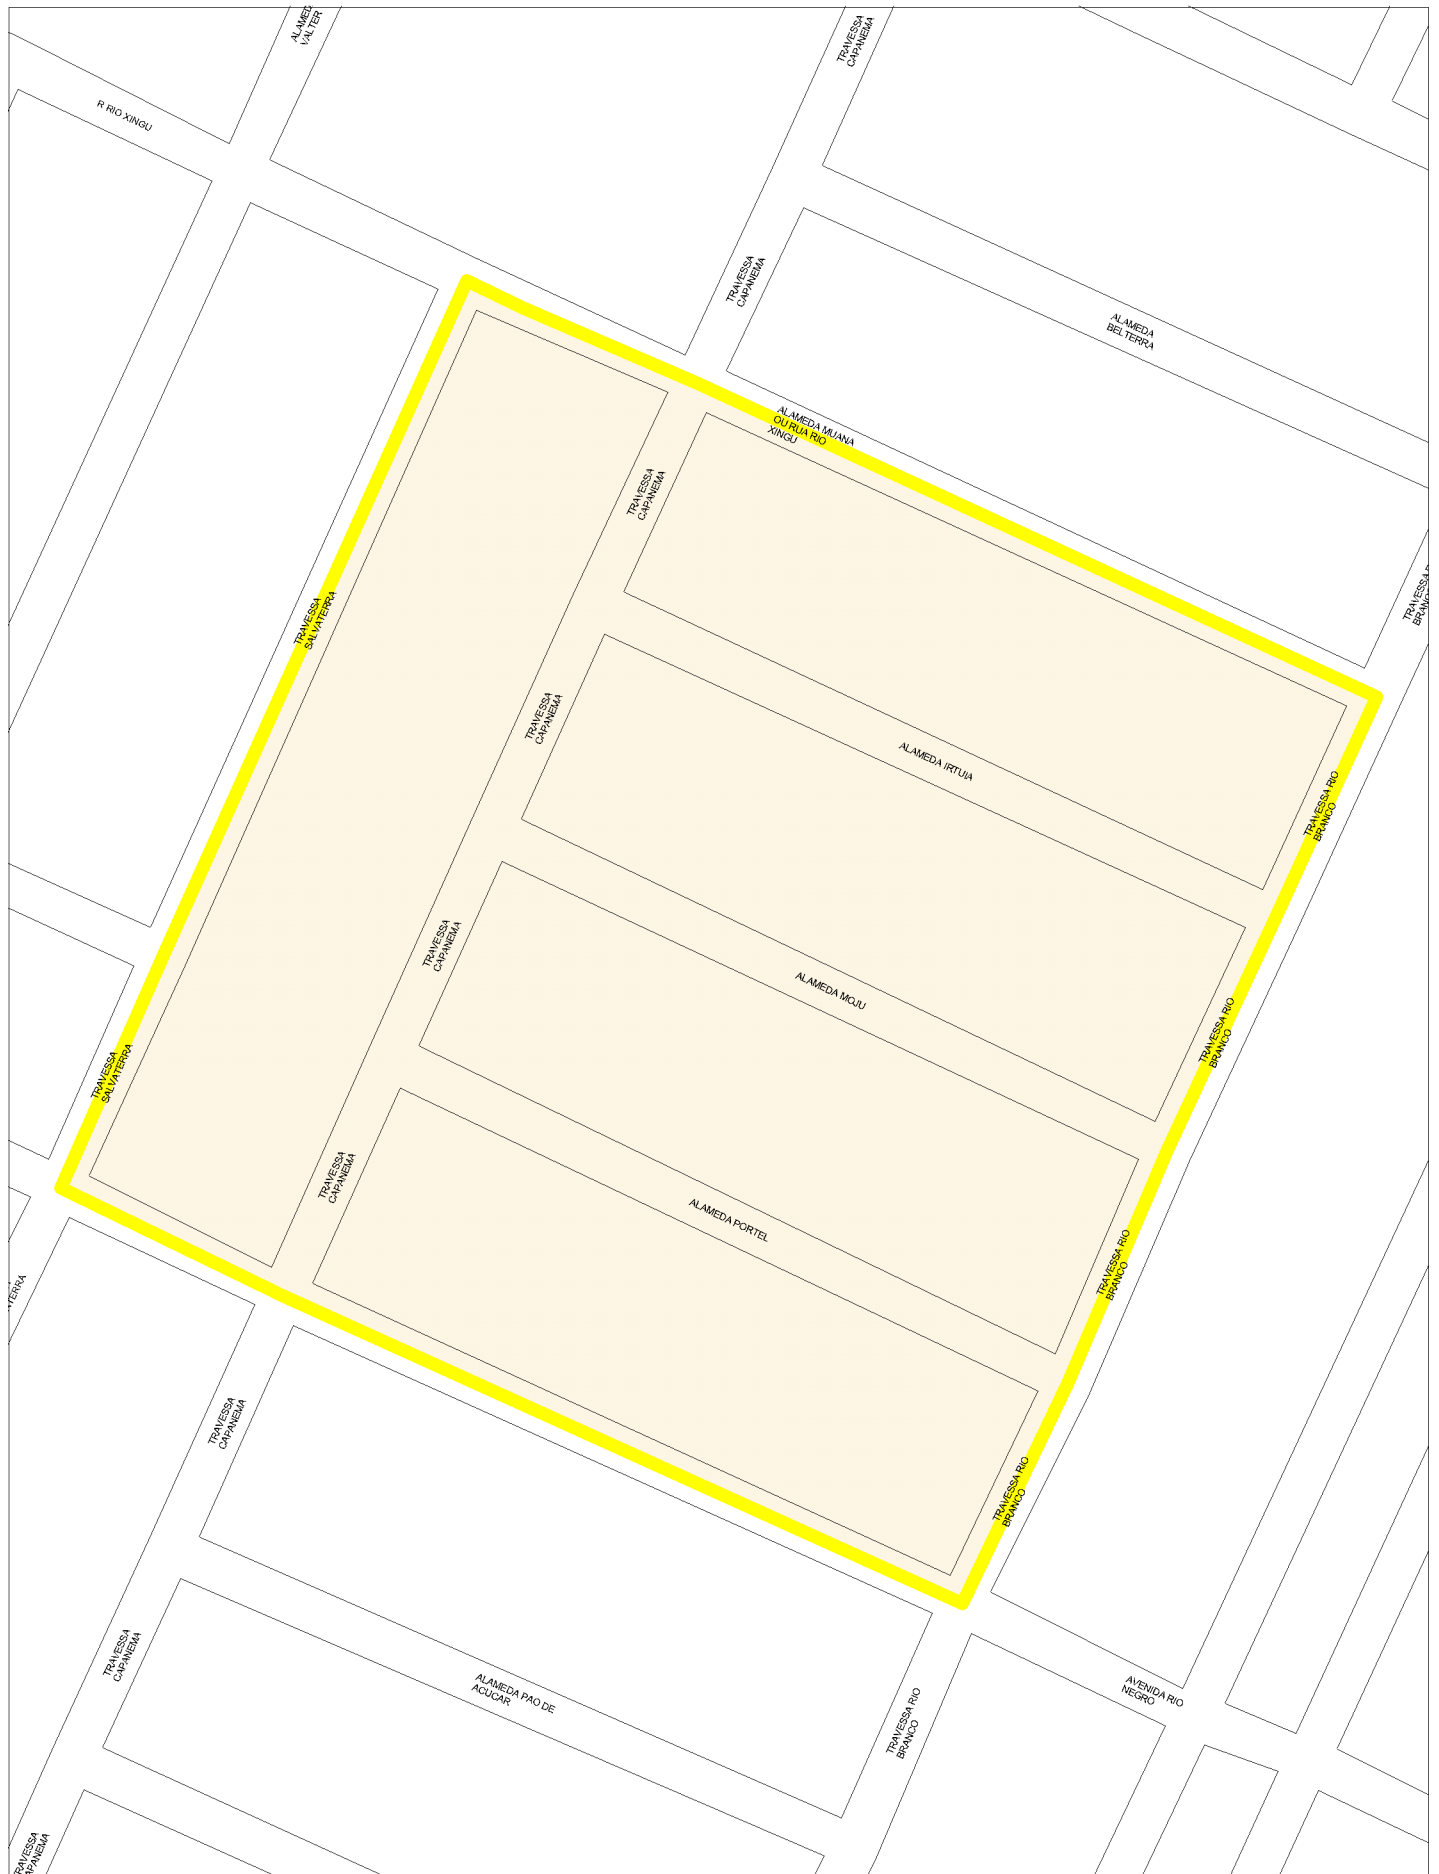 ALAMED
VALTER
TRAVESSA
CAPANEMA
R RIO XINGU
TRAVESSA
CAPANEMA
ALAMEDA
BELTERRA
ALAMEDA MUANA
OU RUA RIO
XINGU
TRAVESSA
CAPANEMA
TRAVESSA
SALVATERRA
TRAVESSA
CAPANEMA
ALAMEDA IRTUIA
TRAVESSA RIO
BRANCO
TRAVESSA
CAPANEMA
ALAMEDA MOJU
TRAVESSA RIO
BRANCO
TRAVESSA
SALVATERRA
TRAVESSA
CAPANEMA
ALAMEDA PORTEL
TRAVESSA RIO
BRANCO
TRAVESSA
CAPANEMA
TRAVESSA RIO
BRANCO
TRAVESSA
CAPANEMA
ALAMEDA PAO DE
ACUCAR
TRAVESSA RIO
BRANCO
AVENIDA RIO
NEGRO